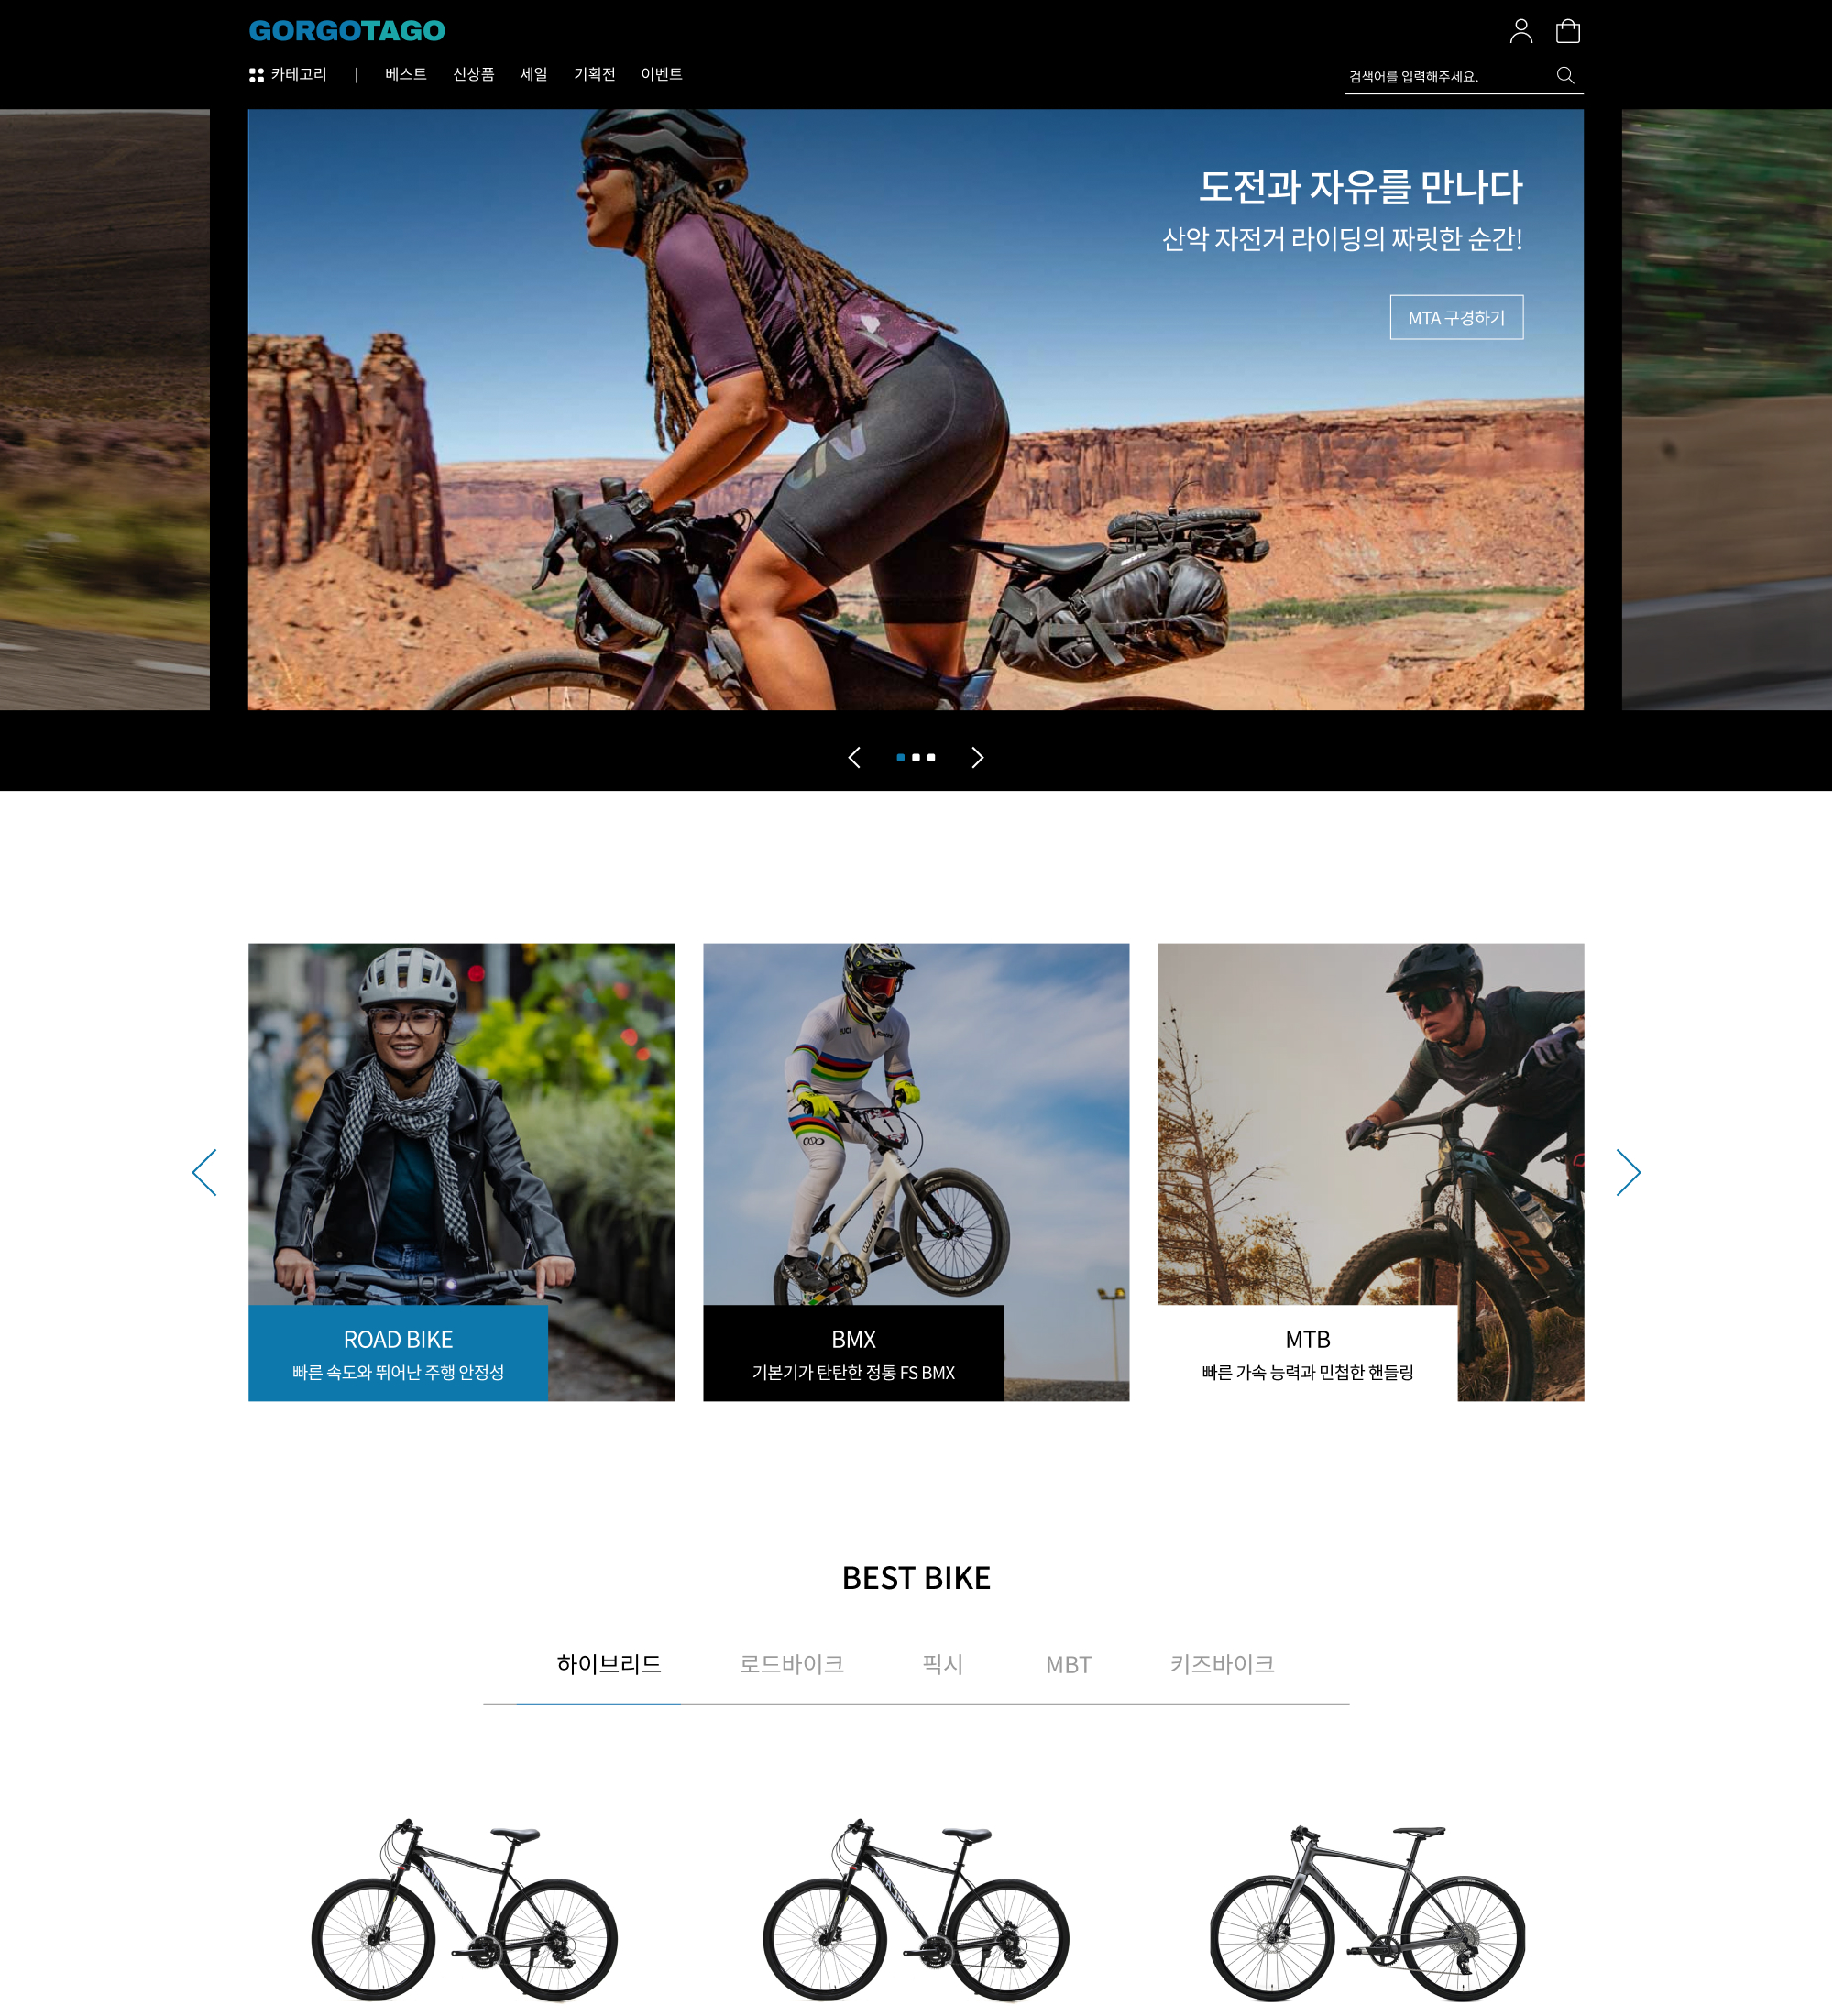 GORGOTAGO
카테고리 | 베스트 신상품 세일 기획전 이벤트
검색어를 입력해주세요.
도전과 자유를 만나다
산악 자전거 라이딩의 짜릿한 순간!
MTA 구경하기
ROAD BIKE
빠른 속도와 뛰어난 주행 안정성
BMX
기본기가 탄탄한 정통 FS BMX
MTB
빠른 가속 능력과 민첩한 핸들링
BEST BIKE
하이브리드 로드바이크 픽시 MBT 키즈바이크